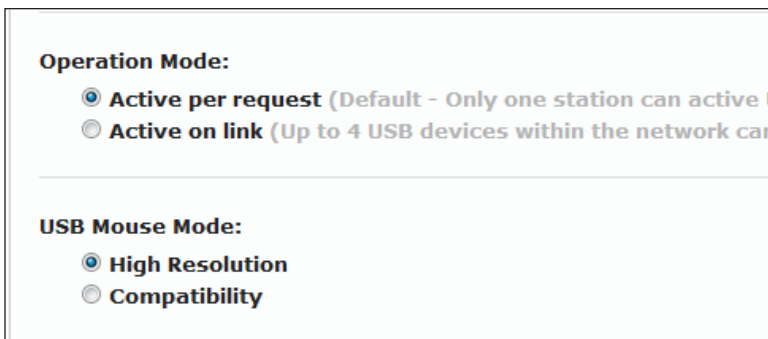 Operation Mode:
Active per request (Default - Only one station can active
Active on link (Up to 4 USB devices within the network
USB Mouse Mode:
High Resolution
Compatibility